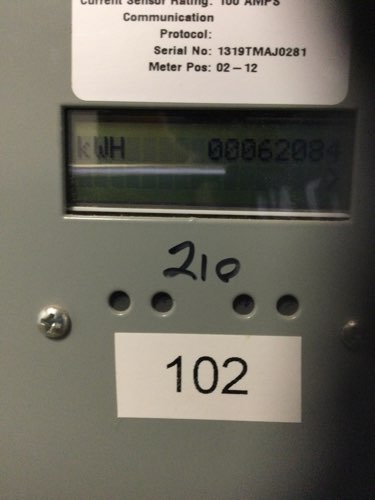 Current Sensor Rating: 100 AMPS
Communication
Protocol:
Serial No: 1319TMAJ0281
Meter Pos: 02-12
kWH 00062084
210
102